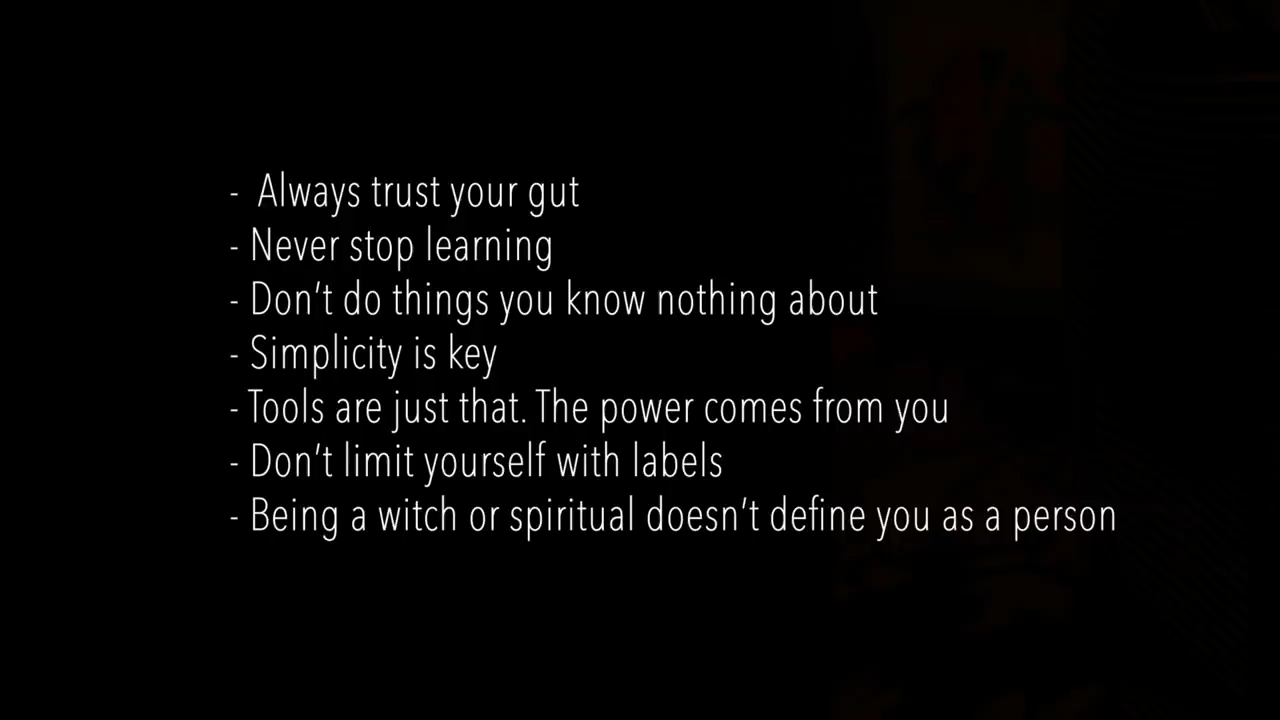 - Always trust your gut
- Never stop learning
- Don't do things you know nothing about
- Simplicity is key
- Tools are just that. The power comes from you
- Don't limit yourself with labels
- Being a witch or spiritual doesn't define you as a person